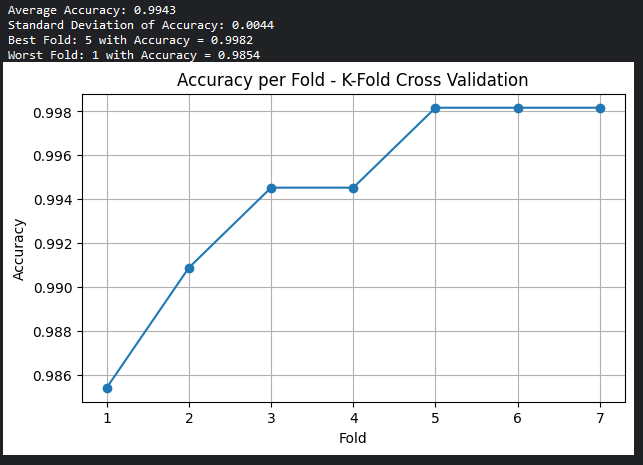 Average Accuracy: 0.9943
Standard Deviation of Accuracy: 0.0044
Best Fold: 5 with Accuracy = 0.9982
Worst Fold: 1 with Accuracy = 0.9854
Accuracy per Fold - K-Fold Cross Validation
0.998
0.996
0.994
0.992
0.990
0.988
0.986
Accuracy
1 2 3 4 5 6 7
Fold